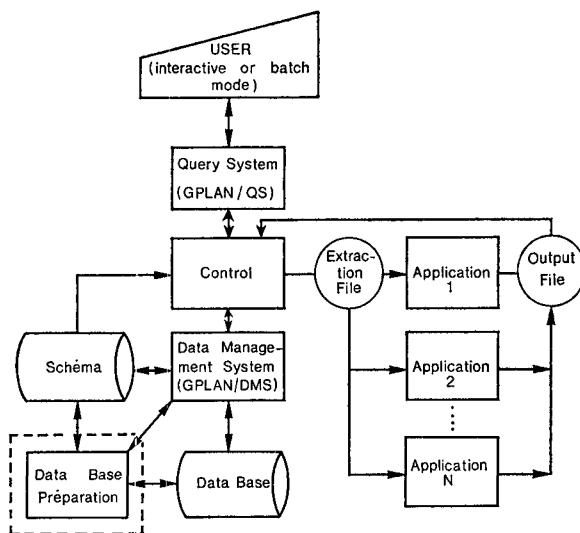 USER
(interactive or batch
mode)
Query System
(GPLAN/QS)
Control
Extrac-
tion
File
Application
1
Output
File
Schéma
Data Manage-
ment System
(GPLAN/DMS)
Application
2
Data Base
Préparation
Data Base
Application
N